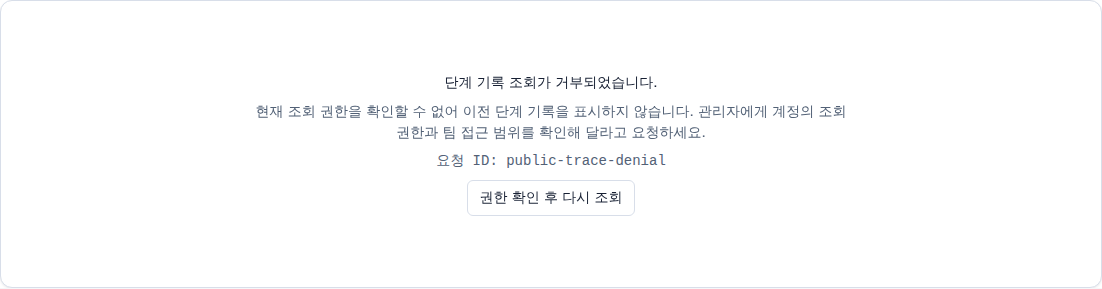 단계 기록 조회가 거부되었습니다.
현재 조회 권한을 확인할 수 없어 이전 단계 기록을 표시하지 않습니다. 관리자에게 계정의 조회
권한과 팀 접근 범위를 확인해 달라고 요청하세요.
요청 ID: public-trace-denial
권한 확인 후 다시 조회